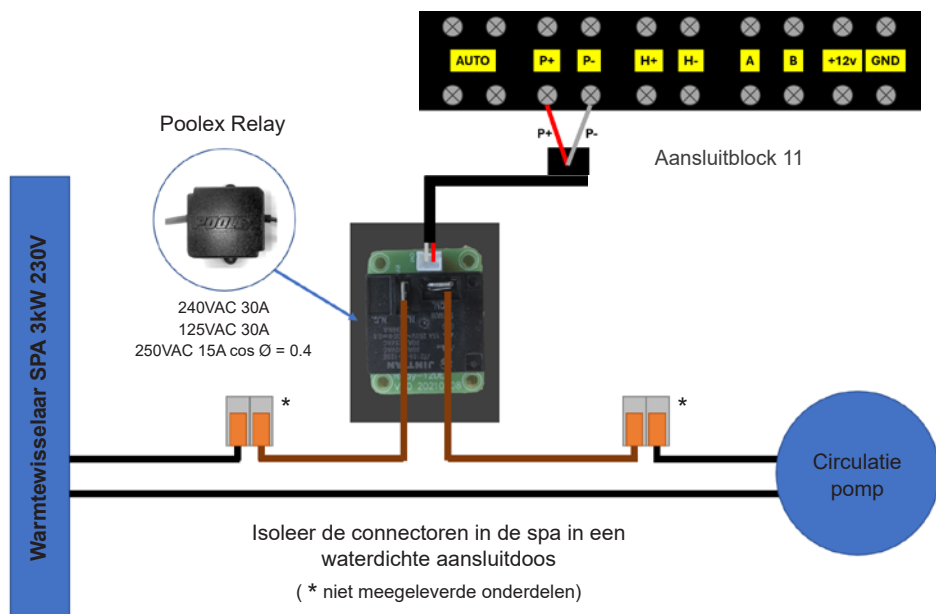 AUTO P+ P- H+ H- A B +12v GND
P+ P-
Aansluitblock 11
Poolex Relay
POOLEX
240VAC 30A
125VAC 30A
250VAC 15A cos Ø = 0.4
Warmtewisselaar SPA 3kW 230V
JINTIAN
*
*
Circulatie
pomp
Isoleer de connectoren in de spa in een
waterdichte aansluitdoos
( * niet meegeleverde onderdelen)